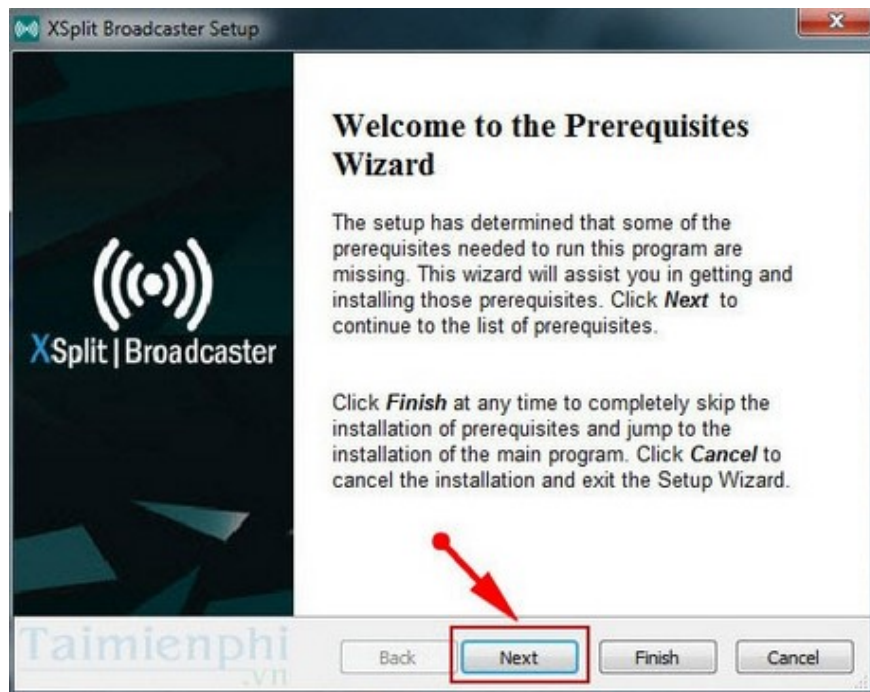 XSplit Broadcaster Setup
Welcome to the Prerequisites
Wizard
The setup has determined that some of the
prerequisites needed to run this program are
missing. This wizard will assist you in getting and
installing those prerequisites. Click Next to
continue to the list of prerequisites.
XSplit | Broadcaster
Click Finish at any time to completely skip the
installation of prerequisites and jump to the
installation of the main program. Click Cancel to
cancel the installation and exit the Setup Wizard.
Taimienphi
.vn
Back Next Finish Cancel